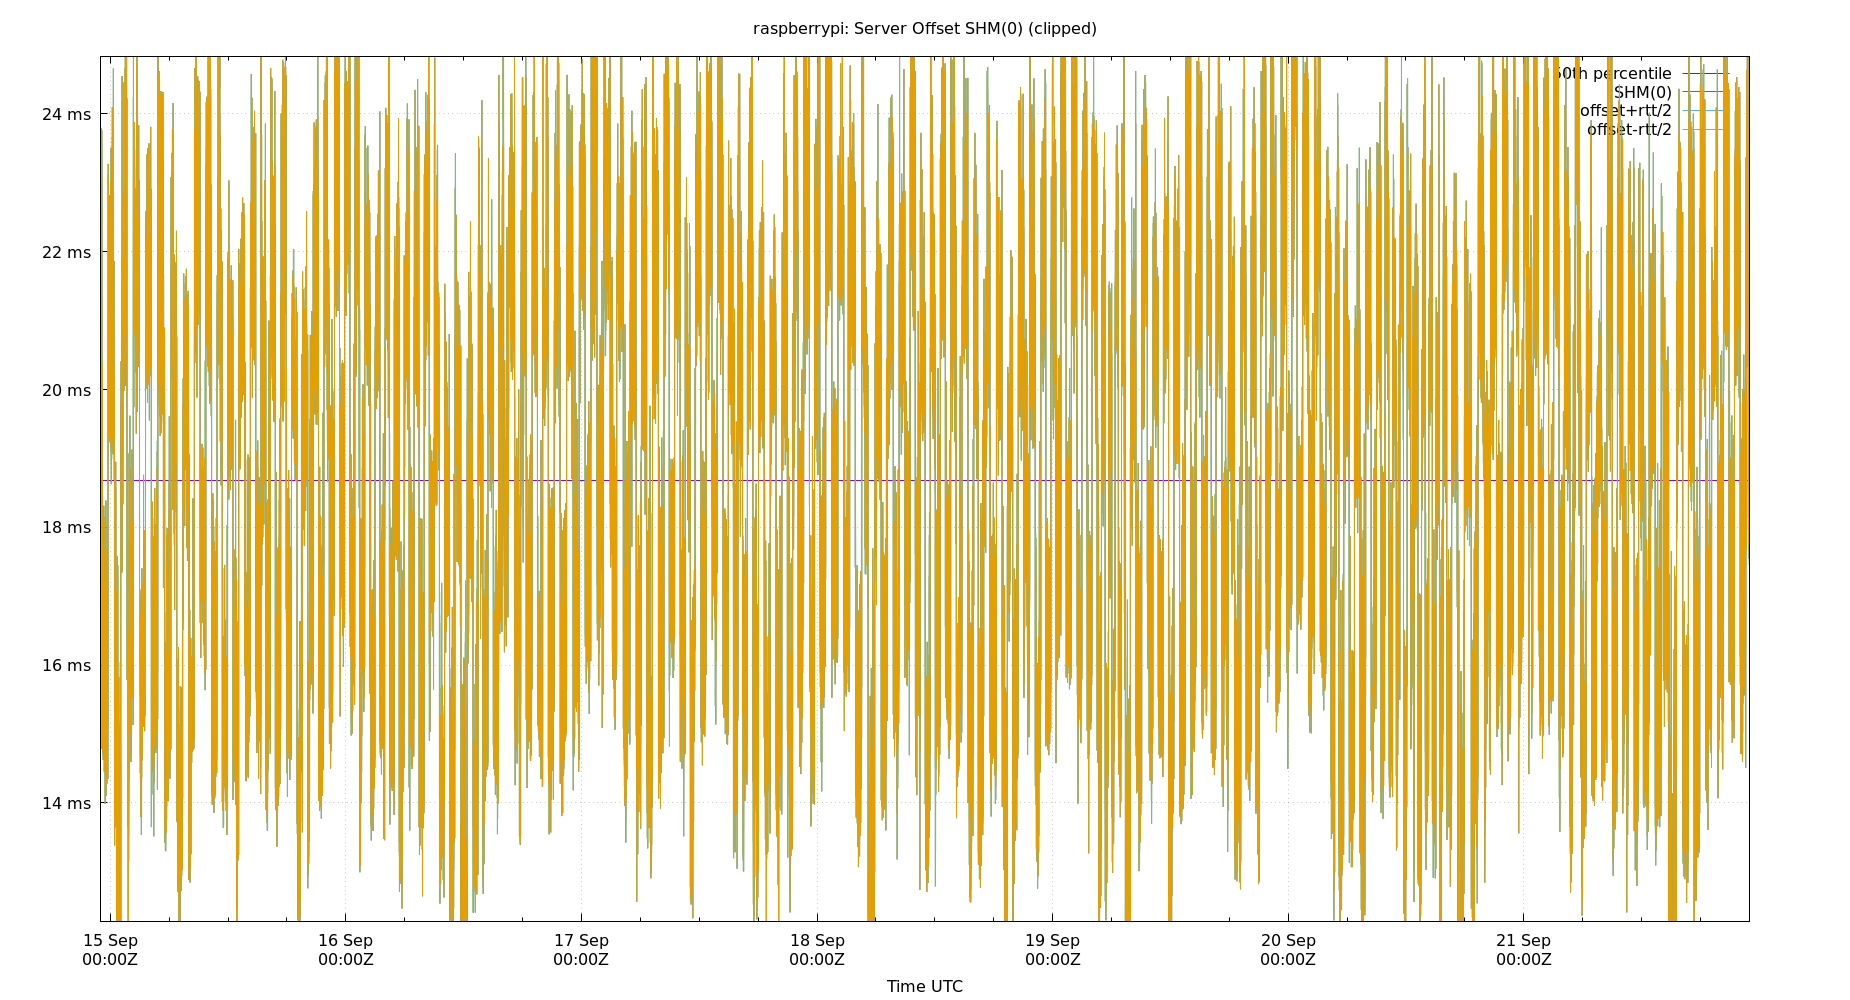 raspberrypi: Server Offset SHM(0) (clipped)
50th percentile
SHM(0)
offset+rtt/2
offset-rtt/2
24 ms
22 ms
20 ms
18 ms
16 ms
14 ms
15 Sep
00:00Z
16 Sep
00:00Z
17 Sep
00:00Z
18 Sep
00:00Z
19 Sep
00:00Z
20 Sep
00:00Z
21 Sep
00:00Z
Time UTC